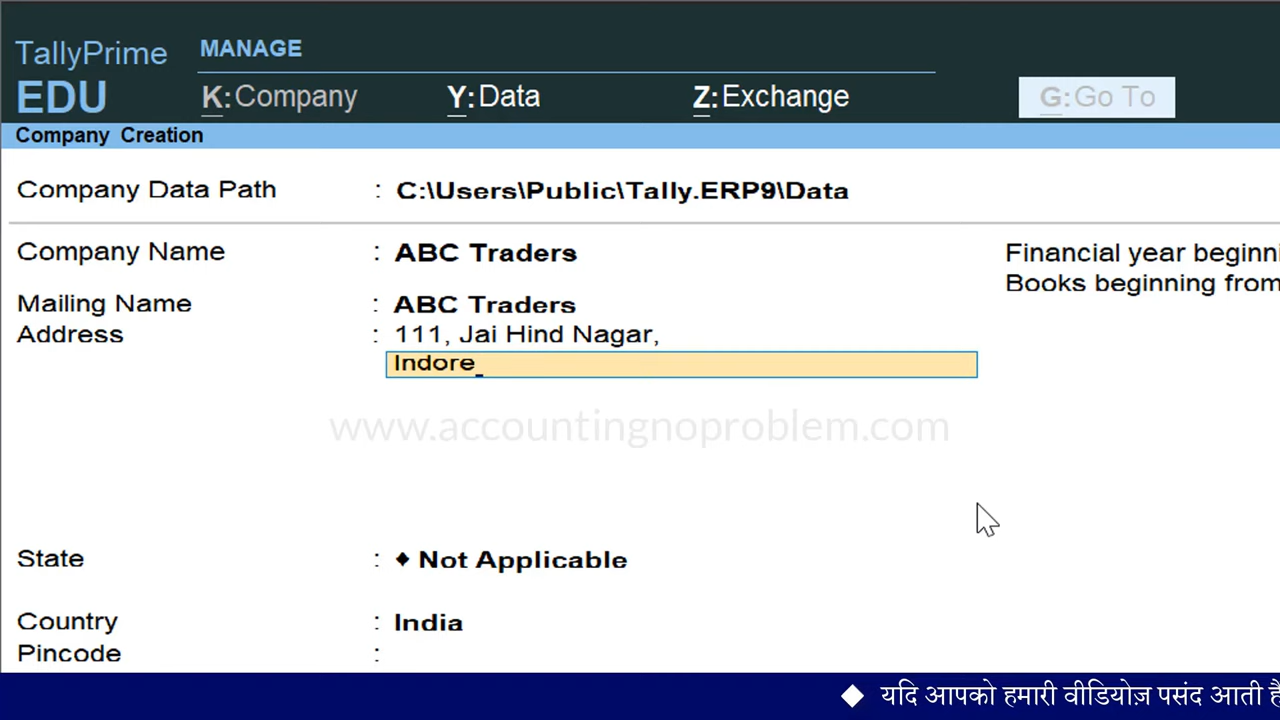 TallyPrime
EDU
MANAGE
K:Company Y:Data Z:Exchange G:Go To
Company Creation
Company Data Path : C:\Users\Public\Tally.ERP9\Data
Company Name : ABC Traders
Financial year beginni
Mailing Name : ABC Traders
Books beginning from
Address : 111, Jai Hind Nagar,
Indore
www.accountingnoproblem.com
State : ♦ Not Applicable
Country : India
Pincode :
◆ यदि आपको हमारी वीडियोज़ पसंद आती है